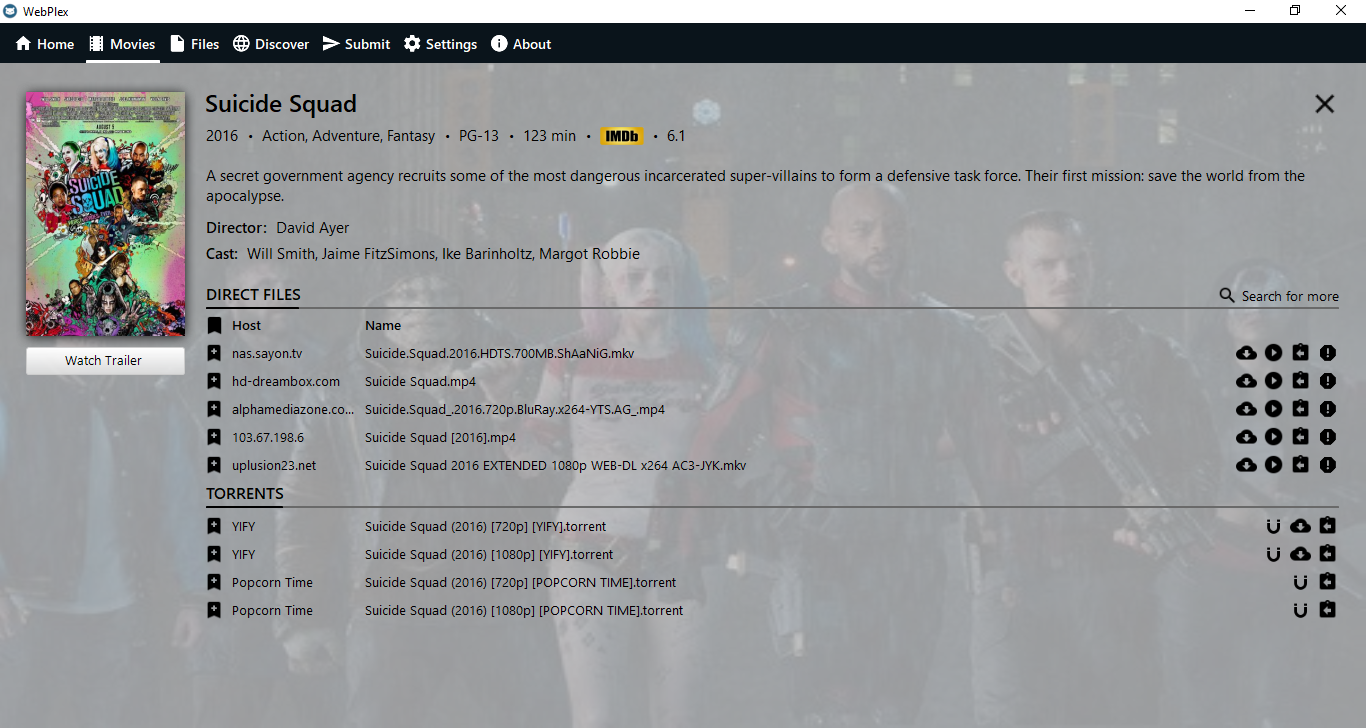 WebPlex
Home Movies Files Discover Submit Settings About
AUGUST 5
SUICIDE
SQUAD
Watch Trailer
Suicide Squad
2016 • Action, Adventure, Fantasy • PG-13 • 123 min • IMDb • 6.1
A secret government agency recruits some of the most dangerous incarcerated super-villains to form a defensive task force. Their first mission: save the world from the
apocalypse.
Director: David Ayer
Cast: Will Smith, Jaime FitzSimons, Ike Barinholtz, Margot Robbie
DIRECT FILES Search for more
Host Name
nas.sayon.tv Suicide.Squad.2016.HDTS.700MB.ShAaNiG.mkv
hd-dreambox.com Suicide Squad.mp4
alphamediazone.co... Suicide.Squad_.2016.720p.BluRay.x264-YTS.AG_.mp4
103.67.198.6 Suicide Squad [2016].mp4
uplusion23.net Suicide Squad 2016 EXTENDED 1080p WEB-DL x264 AC3-JYK.mkv
TORRENTS
YIFY Suicide Squad (2016) [720p] [YIFY].torrent
YIFY Suicide Squad (2016) [1080p] [YIFY].torrent
Popcorn Time Suicide Squad (2016) [720p] [POPCORN TIME].torrent
Popcorn Time Suicide Squad (2016) [1080p] [POPCORN TIME].torrent